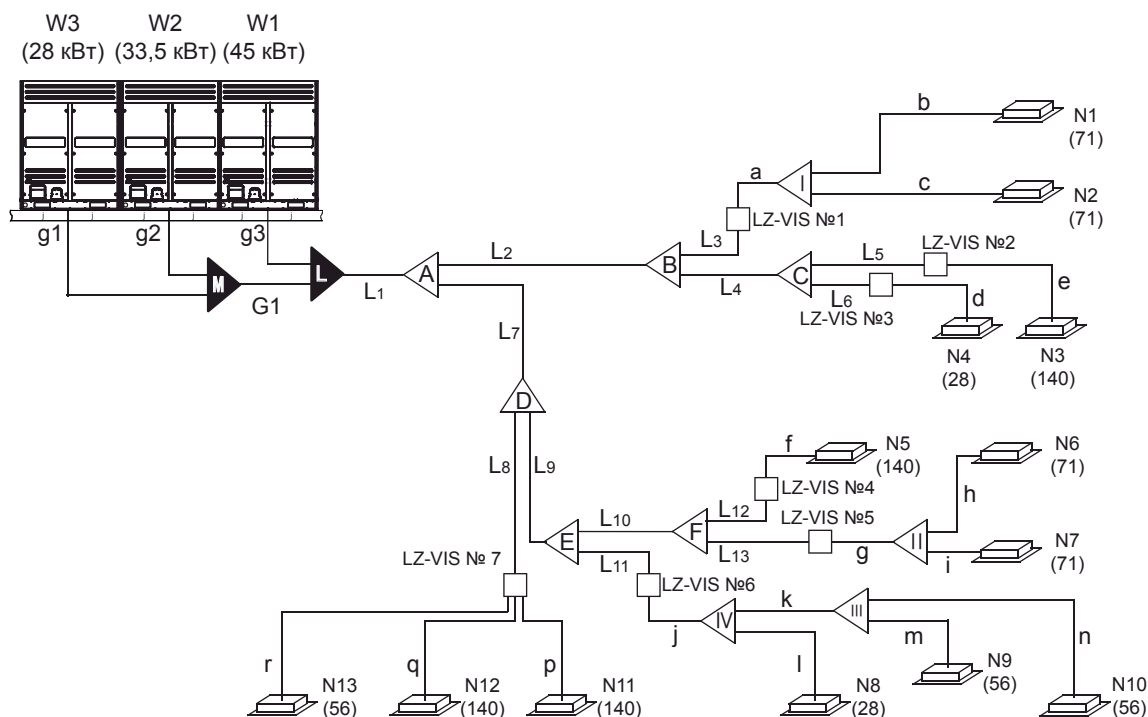 W3 W2 W1
(28 кВт) (33,5 кВт) (45 кВт)
g1 g2 g3
M
L
G1
L1
A
L2
B
L3
L4
a
LZ-VIS №1
I
b
c
N1
(71)
N2
(71)
C
L5
LZ-VIS №2
L6
LZ-VIS №3
d
e
N4
(28)
N3
(140)
L7
D
L8
L9
E
L10
L11
F
L12
L13
f
N5
(140)
LZ-VIS №4
LZ-VIS №5
g
II
h
i
N6
(71)
N7
(71)
LZ-VIS № 7
LZ-VIS №6
j
IV
k
l
III
m
n
r
q
p
N13
(56)
N12
(140)
N11
(140)
N8
(28)
N9
(56)
N10
(56)